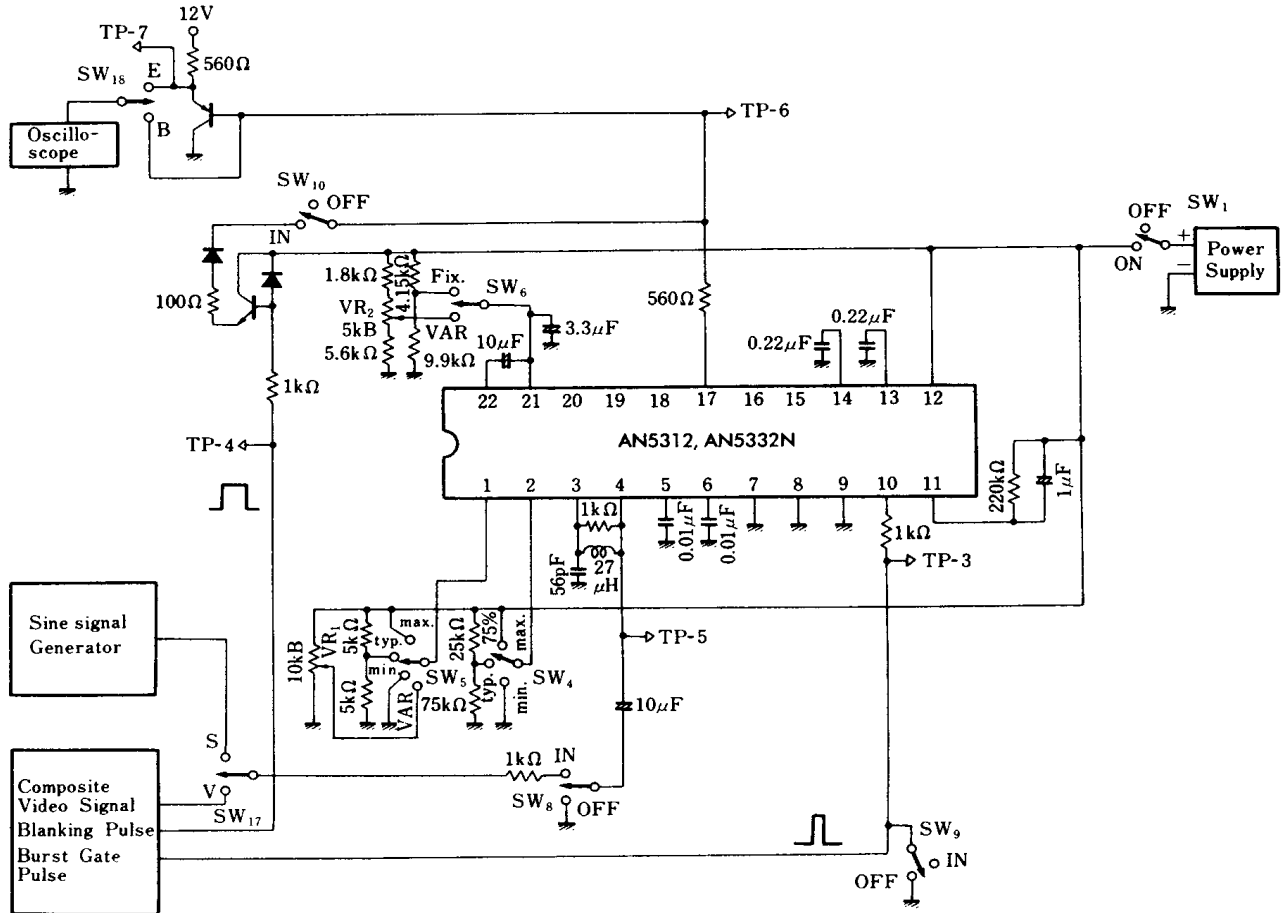 12V
TP-7
560Ω
SW₁₈
E
B
Oscillo-
scope
TP-6
SW₁₀
OFF
IN
100Ω
1kΩ
TP-4
1.8kΩ
4.15kΩ
VR₂
5kB
5.6kΩ
9.9kΩ
Fix.
SW₆
VAR
10μF
3.3μF
560Ω
0.22μF
0.22μF
OFF
SW₁
ON
+
−
Power
Supply
22 21 20 19 18 17 16 15 14 13 12
AN5312, AN5332N
1 2 3 4 5 6 7 8 9 10 11
220kΩ
1μF
1kΩ
56pF
27
μH
0.01μF
0.01μF
1kΩ
TP-3
TP-5
10kB
VR₁
5kΩ
5kΩ
max.
typ.
min.
VAR
SW₅
25kΩ
75kΩ
75%
max.
typ.
min.
SW₄
10μF
Sine signal
Generator
S
V
SW₁₇
1kΩ
IN
SW₈
OFF
Composite
Video Signal
Blanking Pulse
Burst Gate
Pulse
SW₉
IN
OFF